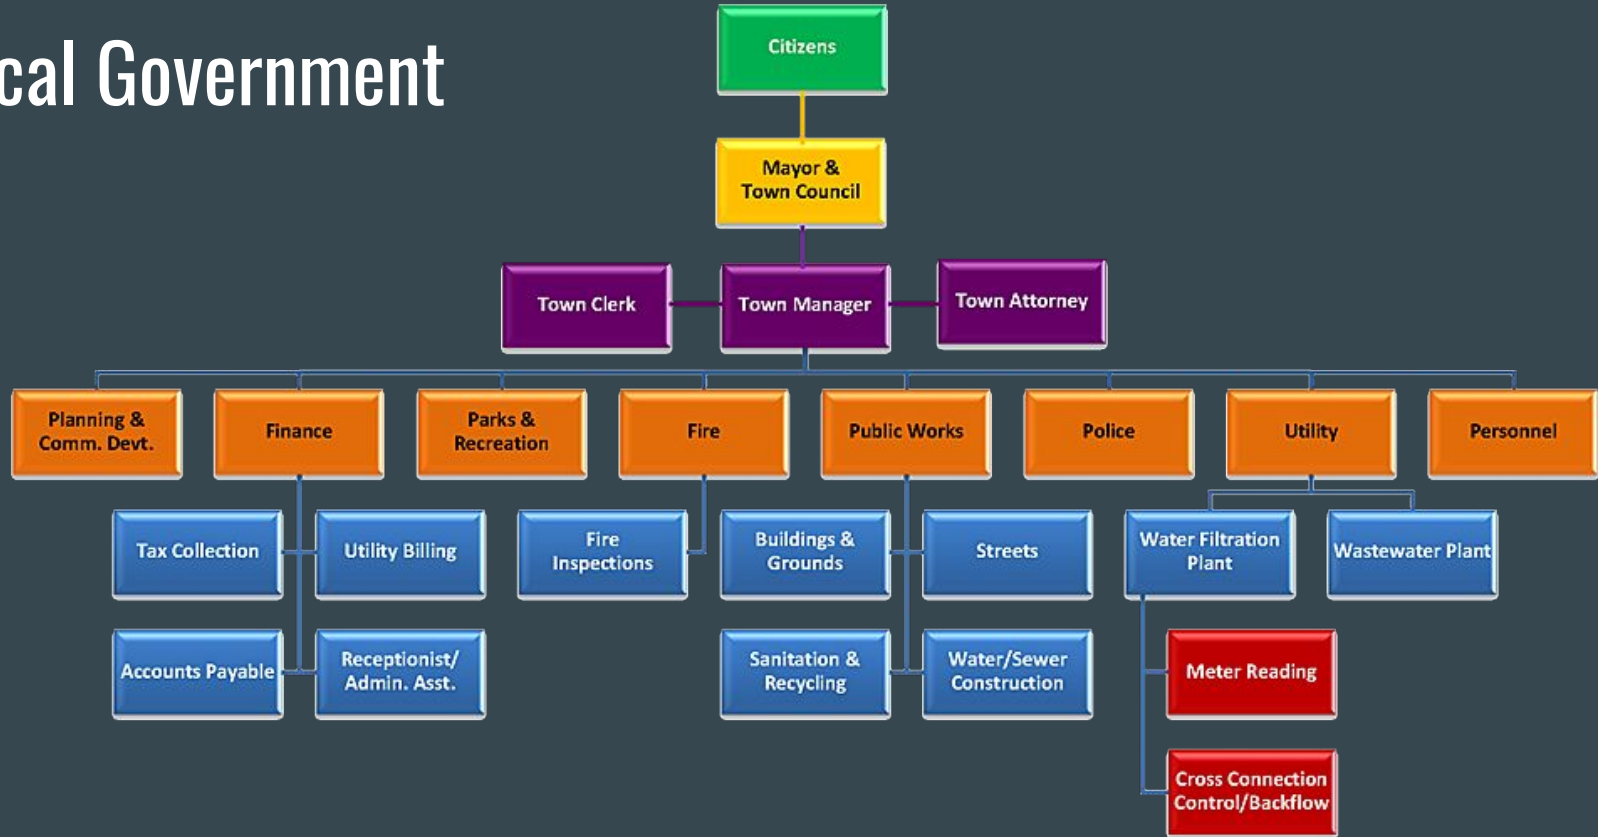 cal Government
Citizens
Mayor &
Town Council
Town Clerk
Town Manager
Town Attorney
Planning &
Comm. Devt.
Finance
Parks &
Recreation
Fire
Public Works
Police
Utility
Personnel
Tax Collection
Utility Billing
Fire
Inspections
Buildings &
Grounds
Streets
Water Filtration
Plant
Wastewater Plant
Accounts Payable
Receptionist/
Admin. Asst.
Sanitation &
Recycling
Water/Sewer
Construction
Meter Reading
Cross Connection
Control/Backflow